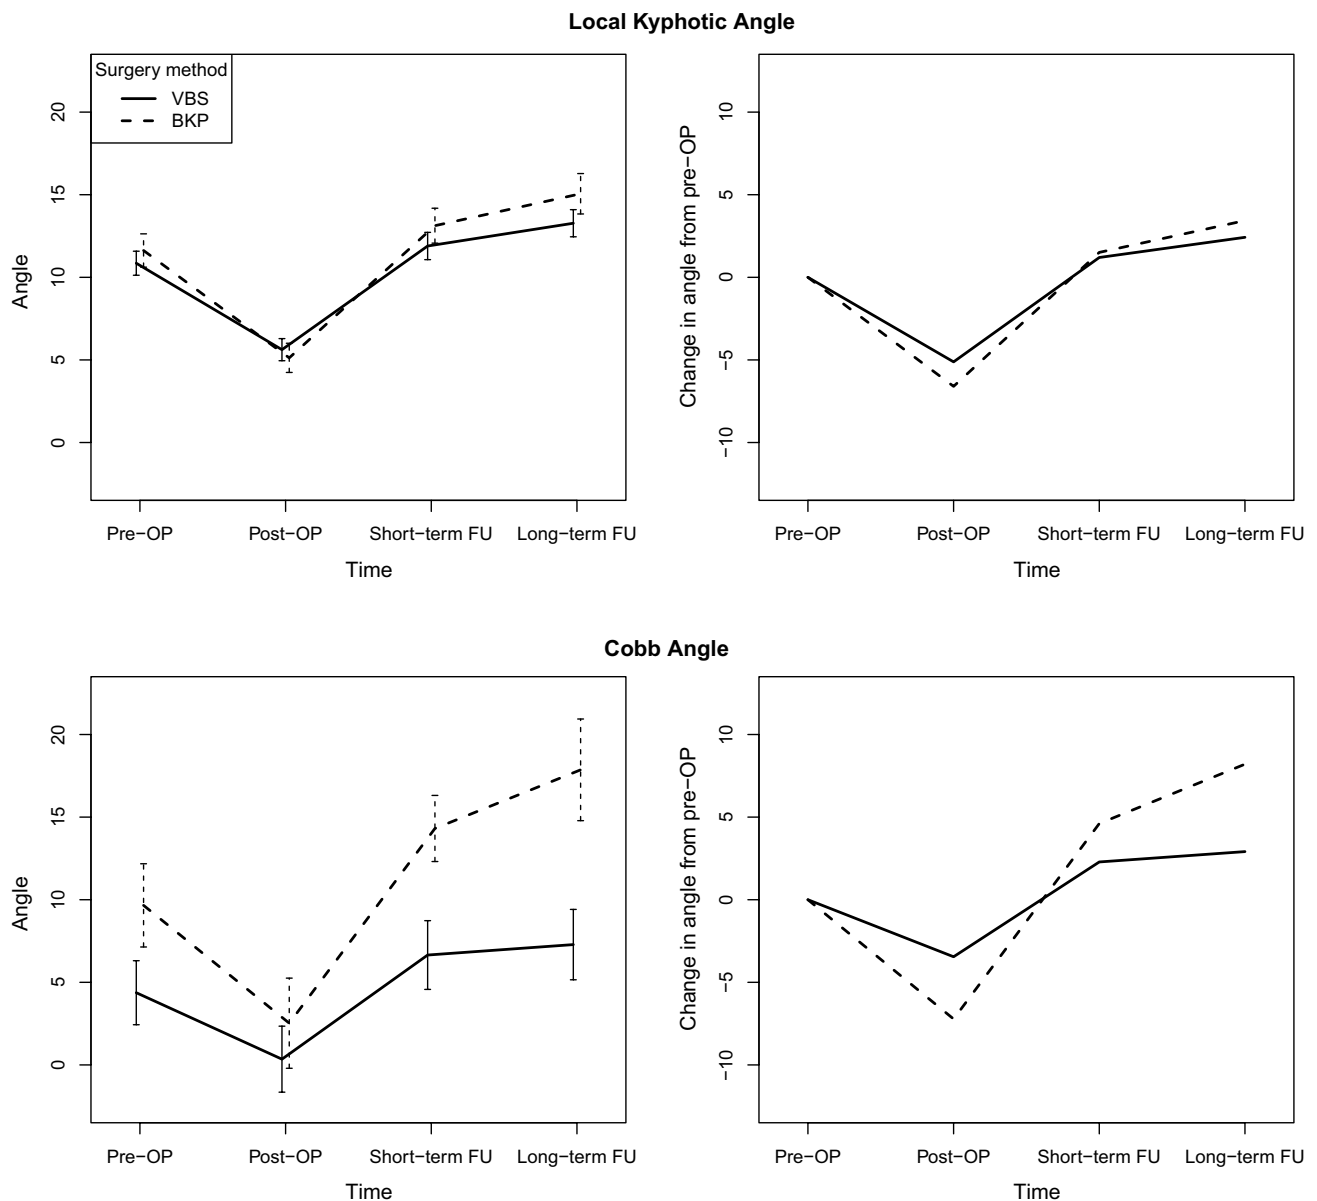 Local Kyphotic Angle
Surgery method
VBS
BKP
Angle
20
15
10
5
0
Pre−OP Post−OP Short−term FU Long−term FU
Time
Change in angle from pre−OP
10
5
0
−5
−10
Pre−OP Post−OP Short−term FU Long−term FU
Time
Cobb Angle
Angle
20
15
10
5
0
Pre−OP Post−OP Short−term FU Long−term FU
Time
Change in angle from pre−OP
10
5
0
−5
−10
Pre−OP Post−OP Short−term FU Long−term FU
Time